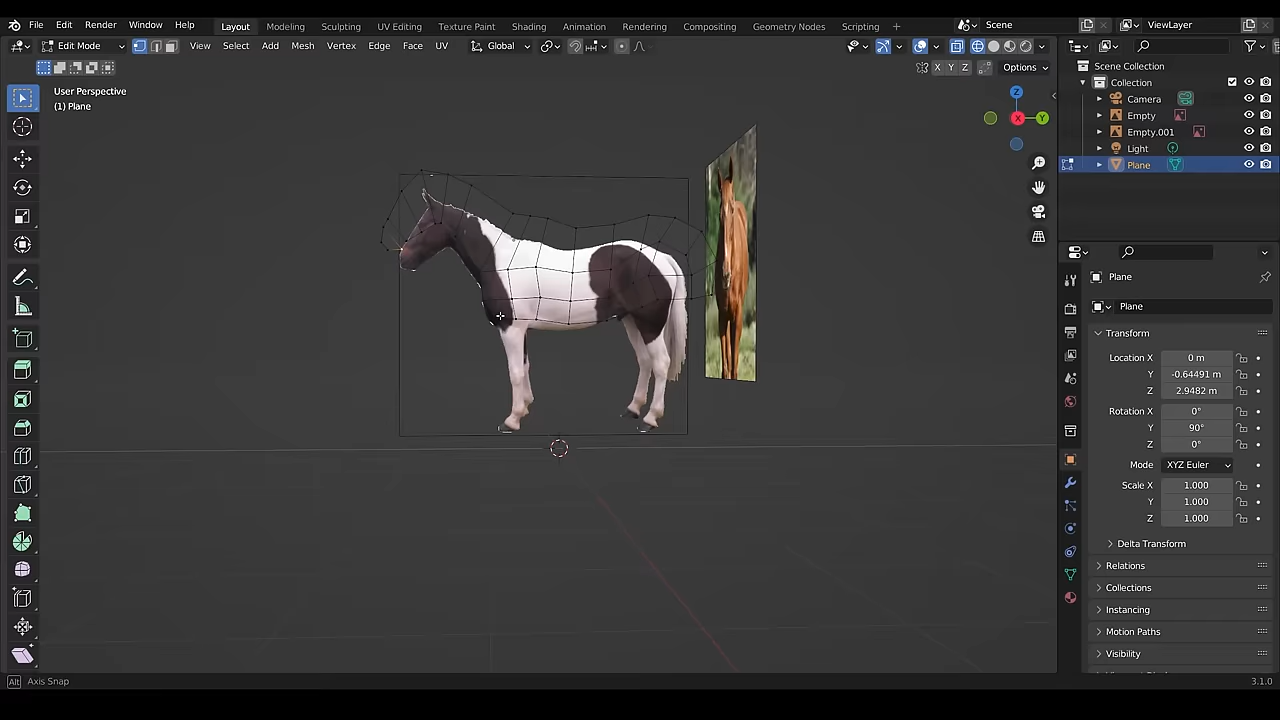 File Edit Render Window Help Layout Modeling Sculpting UV Editing Texture Paint Shading Animation Rendering Compositing Geometry Nodes Scripting + Scene ViewLayer
Edit Mode View Select Add Mesh Vertex Edge Face UV Global
X Y Z Options
User Perspective
(1) Plane
Z
X
Y
Scene Collection
Collection
Camera
Empty
Empty.001
Light
Plane
Plane
Plane
Transform
Location X 0 m
Y -0.64491 m
Z 2.9482 m
Rotation X 0°
Y 90°
Z 0°
Mode XYZ Euler
Scale X 1.000
Y 1.000
Z 1.000
Delta Transform
Relations
Collections
Instancing
Motion Paths
Visibility
Alt Axis Snap 3.1.0